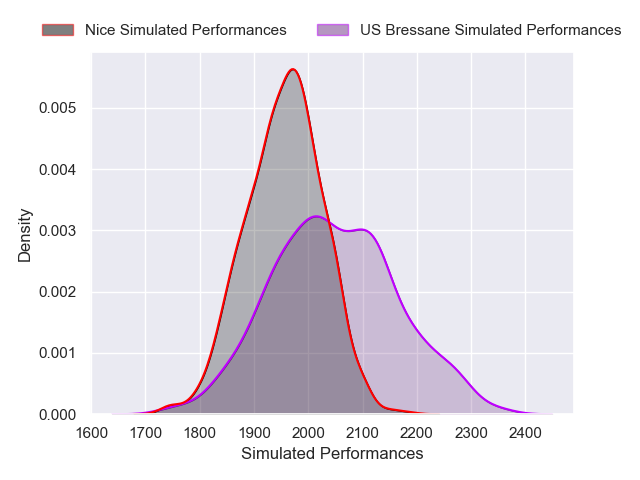 Nice Simulated Performances US Bressane Simulated Performances
0.005
0.004
0.003
0.002
0.001
0.000
Density
1600 1700 1800 1900 2000 2100 2200 2300 2400
Simulated Performances